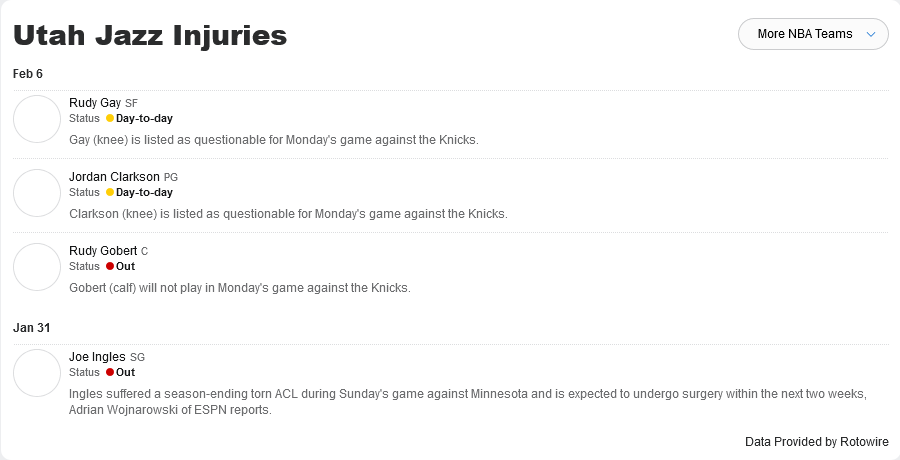 Utah Jazz Injuries
More NBA Teams
Feb 6
Rudy Gay SF
Status Day-to-day
Gay (knee) is listed as questionable for Monday's game against the Knicks.
Jordan Clarkson PG
Status Day-to-day
Clarkson (knee) is listed as questionable for Monday's game against the Knicks.
Rudy Gobert C
Status Out
Gobert (calf) will not play in Monday's game against the Knicks.
Jan 31
Joe Ingles SG
Status Out
Ingles suffered a season-ending torn ACL during Sunday's game against Minnesota and is expected to undergo surgery within the next two weeks,
Adrian Wojnarowski of ESPN reports.
Data Provided by Rotowire